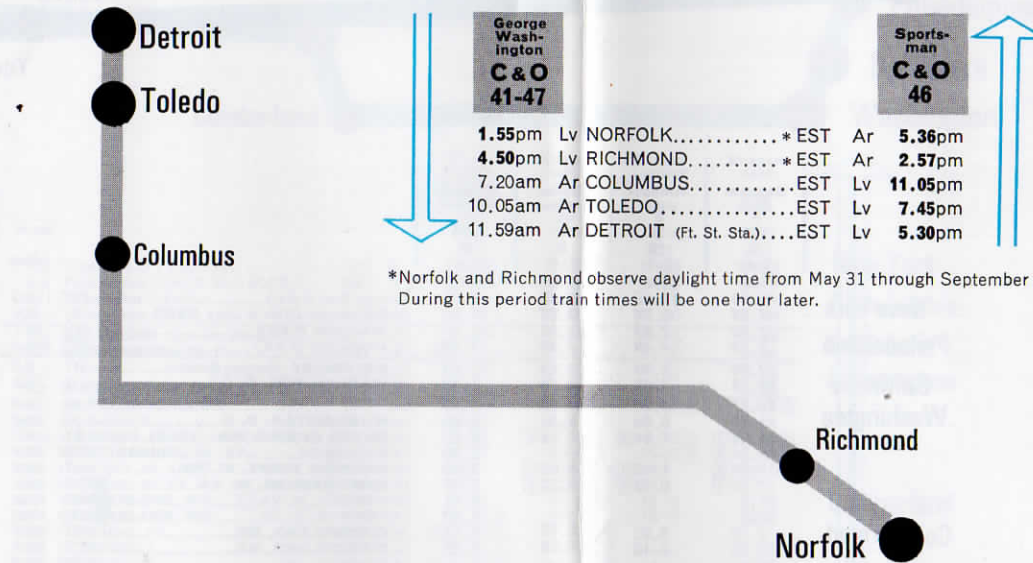 Detroit
Toledo
Columbus
Richmond
Norfolk
George
Wash-
ington
C & O
41-47
Sports-
man
C & O
46
1.55pm Lv NORFOLK............* EST Ar 5.36pm
4.50pm Lv RICHMOND..........* EST Ar 2.57pm
7.20am Ar COLUMBUS............EST Lv 11.05pm
10.05am Ar TOLEDO...............EST Lv 7.45pm
11.59am Ar DETROIT (Ft. St. Sta.)....EST Lv 5.30pm
*Norfolk and Richmond observe daylight time from May 31 through September
During this period train times will be one hour later.